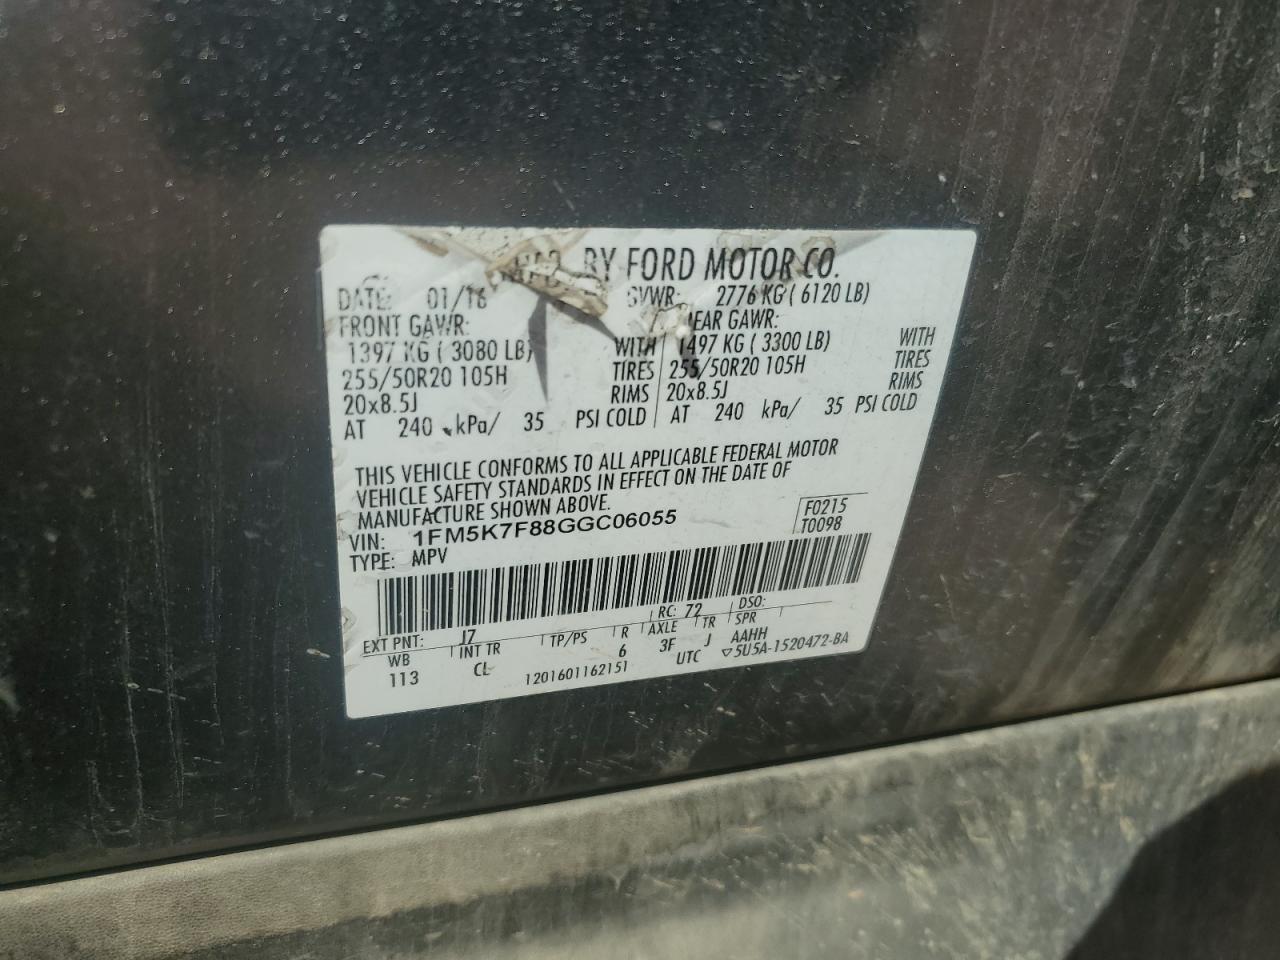 BY FORD MOTOR CO.
DATE: 01/16 GVWR: 2776 KG ( 6120 LB)
FRONT GAWR: REAR GAWR:
1397 KG ( 3080 LB) WITH 1497 KG ( 3300 LB) WITH
255/50R20 105H TIRES 255/50R20 105H TIRES
20x8.5J RIMS 20x8.5J RIMS
AT 240 kPa/ 35 PSI COLD AT 240 kPa/ 35 PSI COLD
THIS VEHICLE CONFORMS TO ALL APPLICABLE FEDERAL MOTOR
VEHICLE SAFETY STANDARDS IN EFFECT ON THE DATE OF
MANUFACTURE SHOWN ABOVE.
F0215
VIN: 1FM5K7F88GGC06055 T0098
TYPE: MPV
EXT PNT: J7 RC: 72 DSO:
WB INT TR TP/PS R AXLE TR SPR
113 CL 6 3F J AAHH
1201601162151 UTC ▽5U5A-1520472-BA